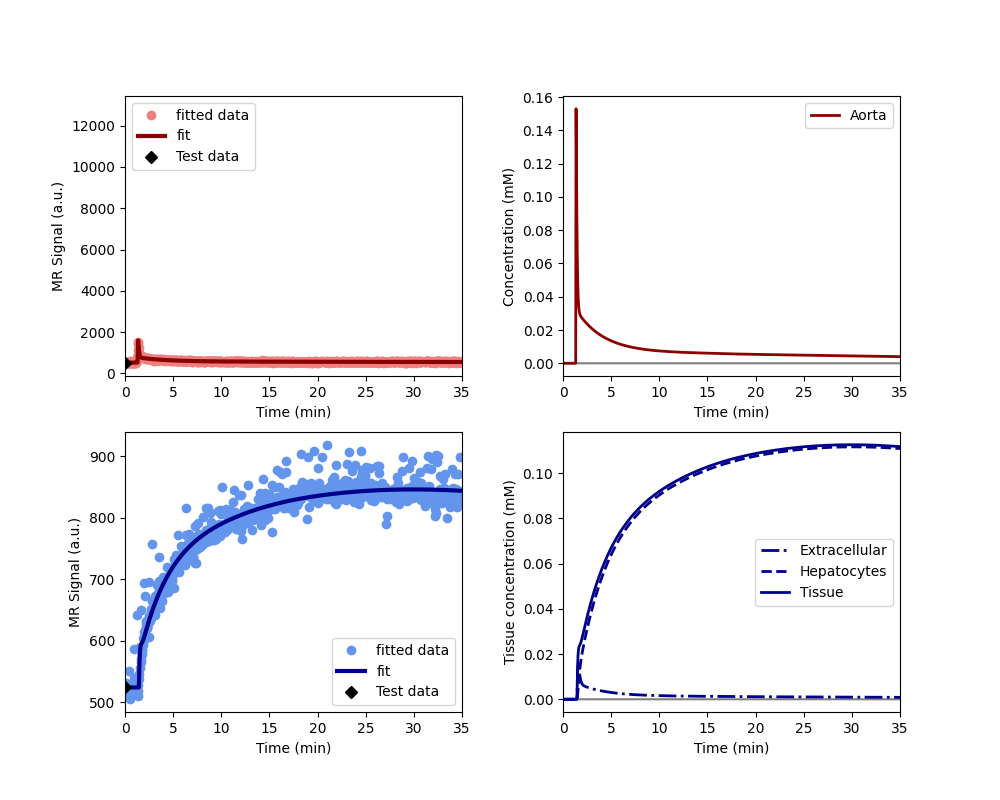 12000
10000
8000
6000
4000
2000
0
MR Signal (a.u.)
fitted data
fit
Test data
0 5 10 15 20 25 30 35
Time (min)
0.16
0.14
0.12
0.10
0.08
0.06
0.04
0.02
0.00
Concentration (mM)
Aorta
0 5 10 15 20 25 30 35
Time (min)
900
800
700
600
500
MR Signal (a.u.)
fitted data
fit
Test data
0 5 10 15 20 25 30 35
Time (min)
0.10
0.08
0.06
0.04
0.02
0.00
Tissue concentration (mM)
Extracellular
Hepatocytes
Tissue
0 5 10 15 20 25 30 35
Time (min)